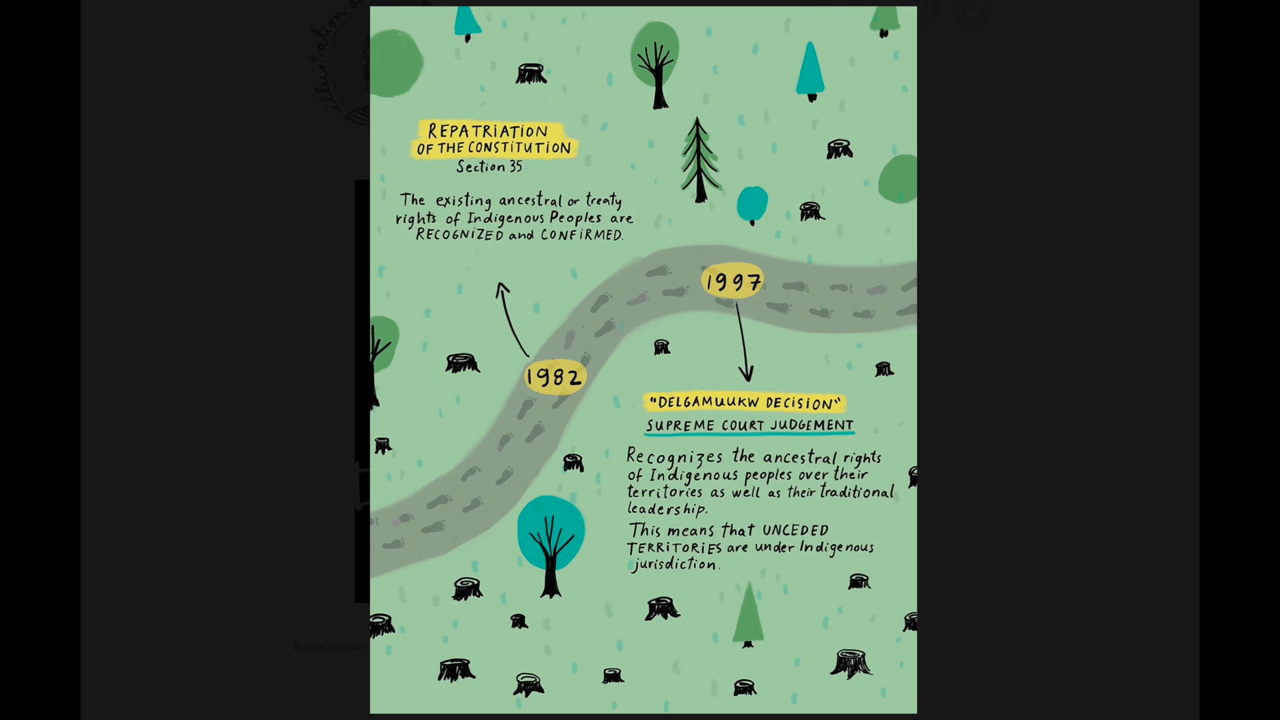 REPATRIATION
OF THE CONSTITUTION
Section 35
The existing ancestral or treaty
rights of Indigenous Peoples are
RECOGNIZED and CONFIRMED.
1997
1982
"DELGAMUUKW DECISION"
SUPREME COURT JUDGEMENT
Recognizes the ancestral rights
of Indigenous peoples over their
territories as well as their traditional
leadership.
This means that UNCEDED
TERRITORIES are under Indigenous
jurisdiction.
illustration